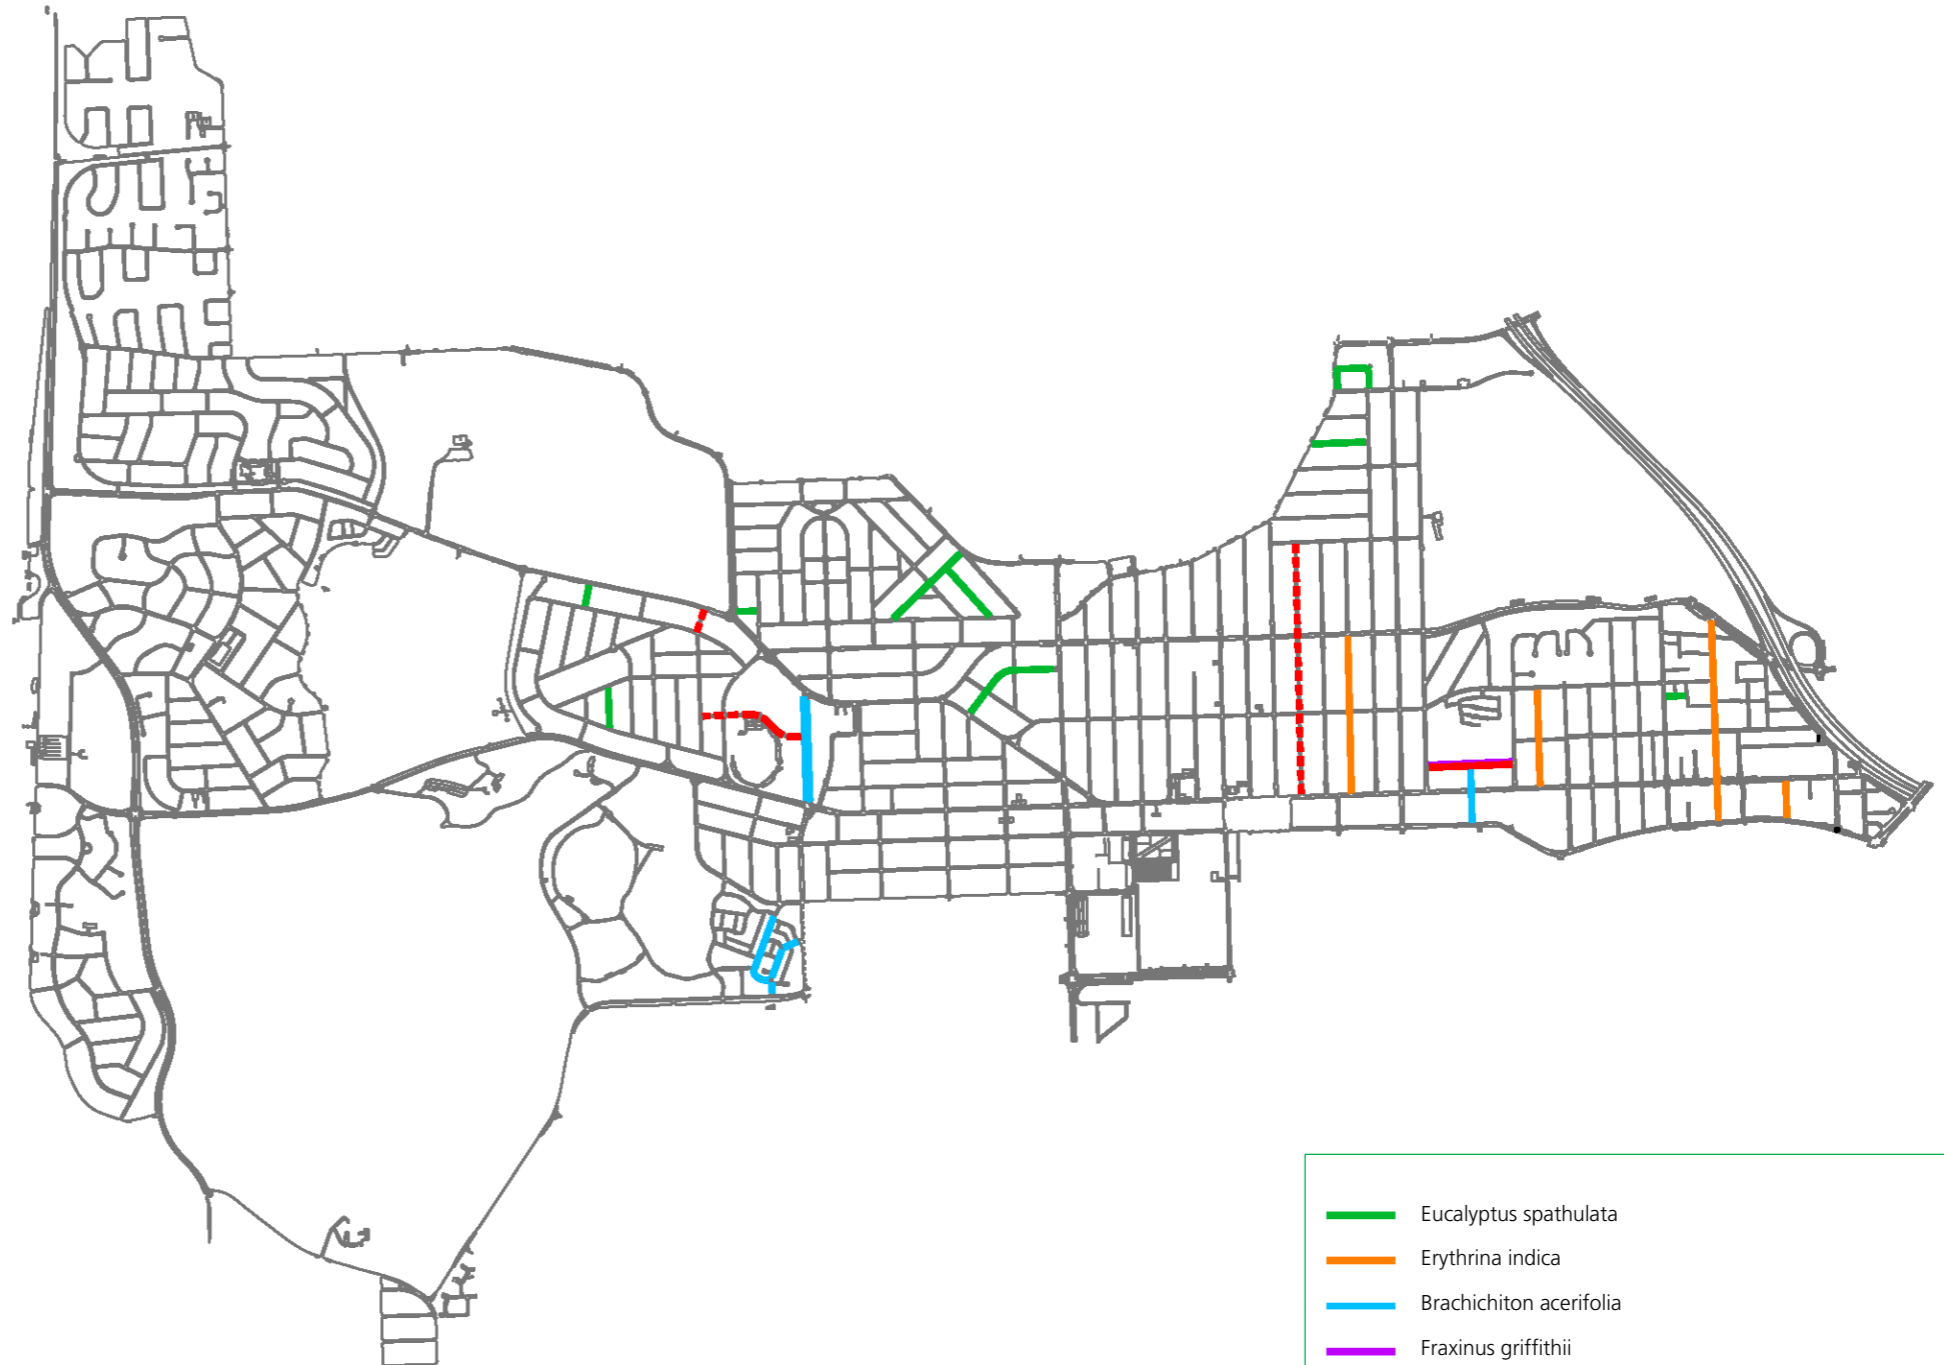 Eucalyptus spathulata
Erythrina indica
Brachichiton acerifolia
Fraxinus griffithii